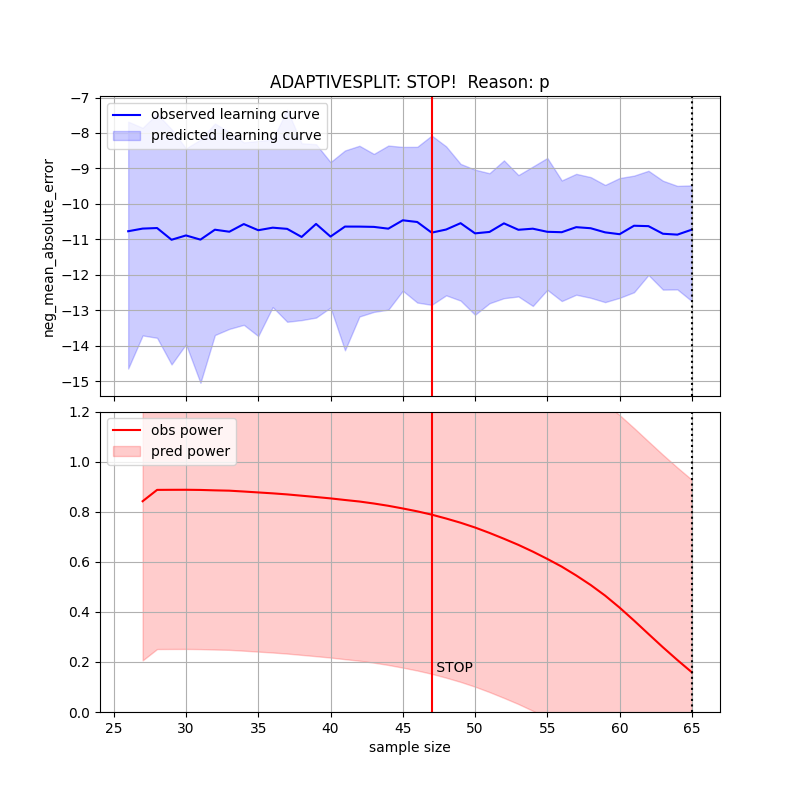 ADAPTIVESPLIT: STOP!  Reason: p
neg_mean_absolute_error
−7
−8
−9
−10
−11
−12
−13
−14
−15
observed learning curve
predicted learning curve
1.2
1.0
0.8
0.6
0.4
0.2
0.0
obs power
pred power
STOP
25 30 35 40 45 50 55 60 65
sample size